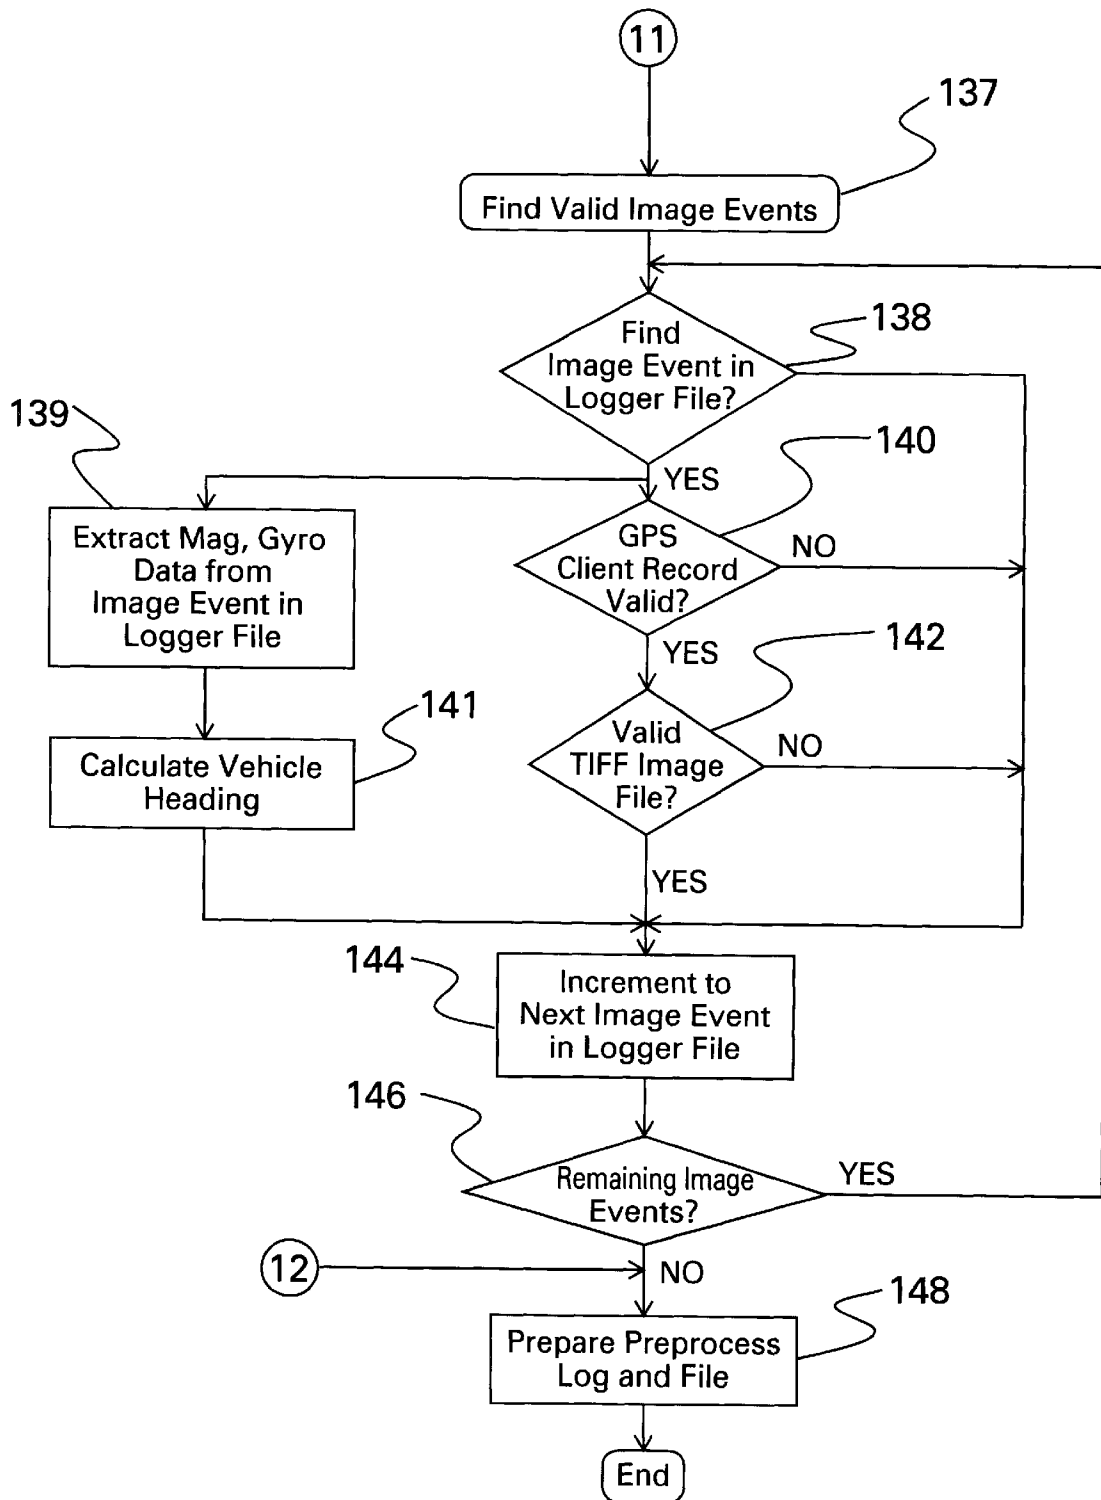 11
137
Find Valid Image Events
138
Find
Image Event in
Logger File?
139
140
YES
Extract Mag, Gyro
Data from
Image Event in
Logger File
GPS
Client Record
Valid?
NO
142
YES
141
Calculate Vehicle
Heading
Valid
TIFF Image
File?
NO
YES
144
Increment to
Next Image Event
in Logger File
146
Remaining Image
Events?
YES
12
NO
148
Prepare Preprocess
Log and File
End